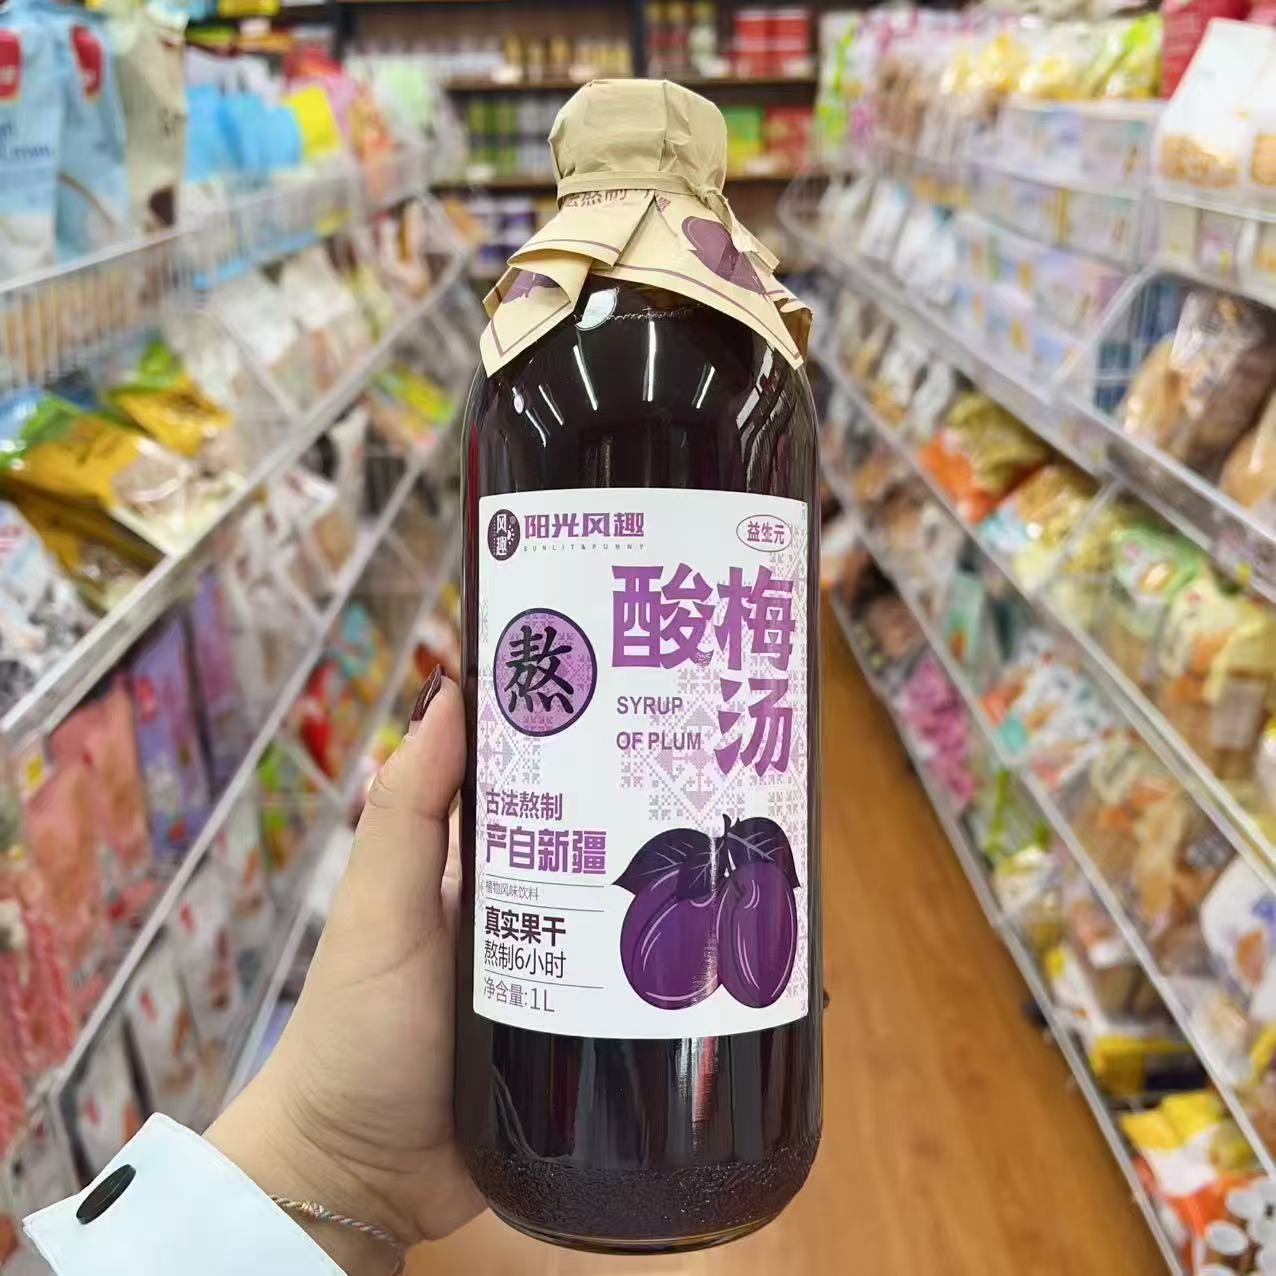 风趣
阳光风趣
SUNLIT&FUNNY
益生元
酸梅
汤
SYRUP
OF PLUM
熬
古法熬制
产自新疆
植物风味饮料
真实果干
熬制6小时
净含量:1L